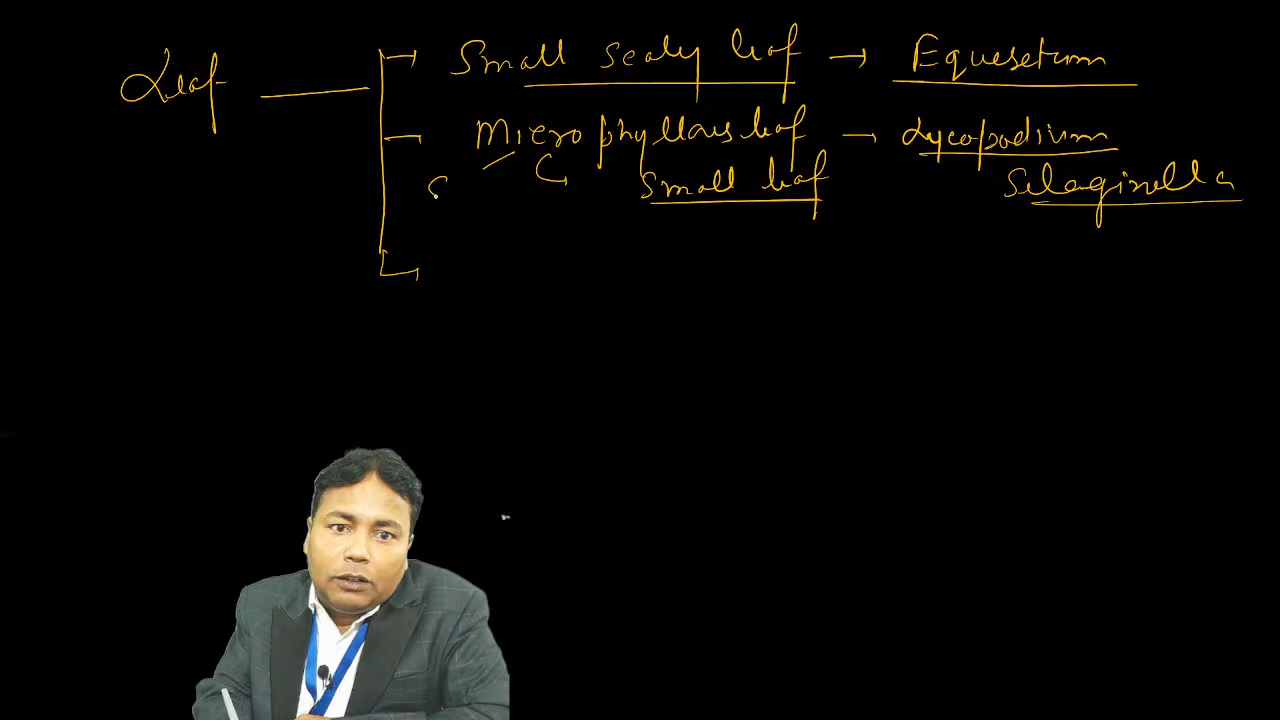 Leaf
Small scaly leaf → Equesetum
Microphyllous leaf → Lycopodium
S small leaf Selaginella